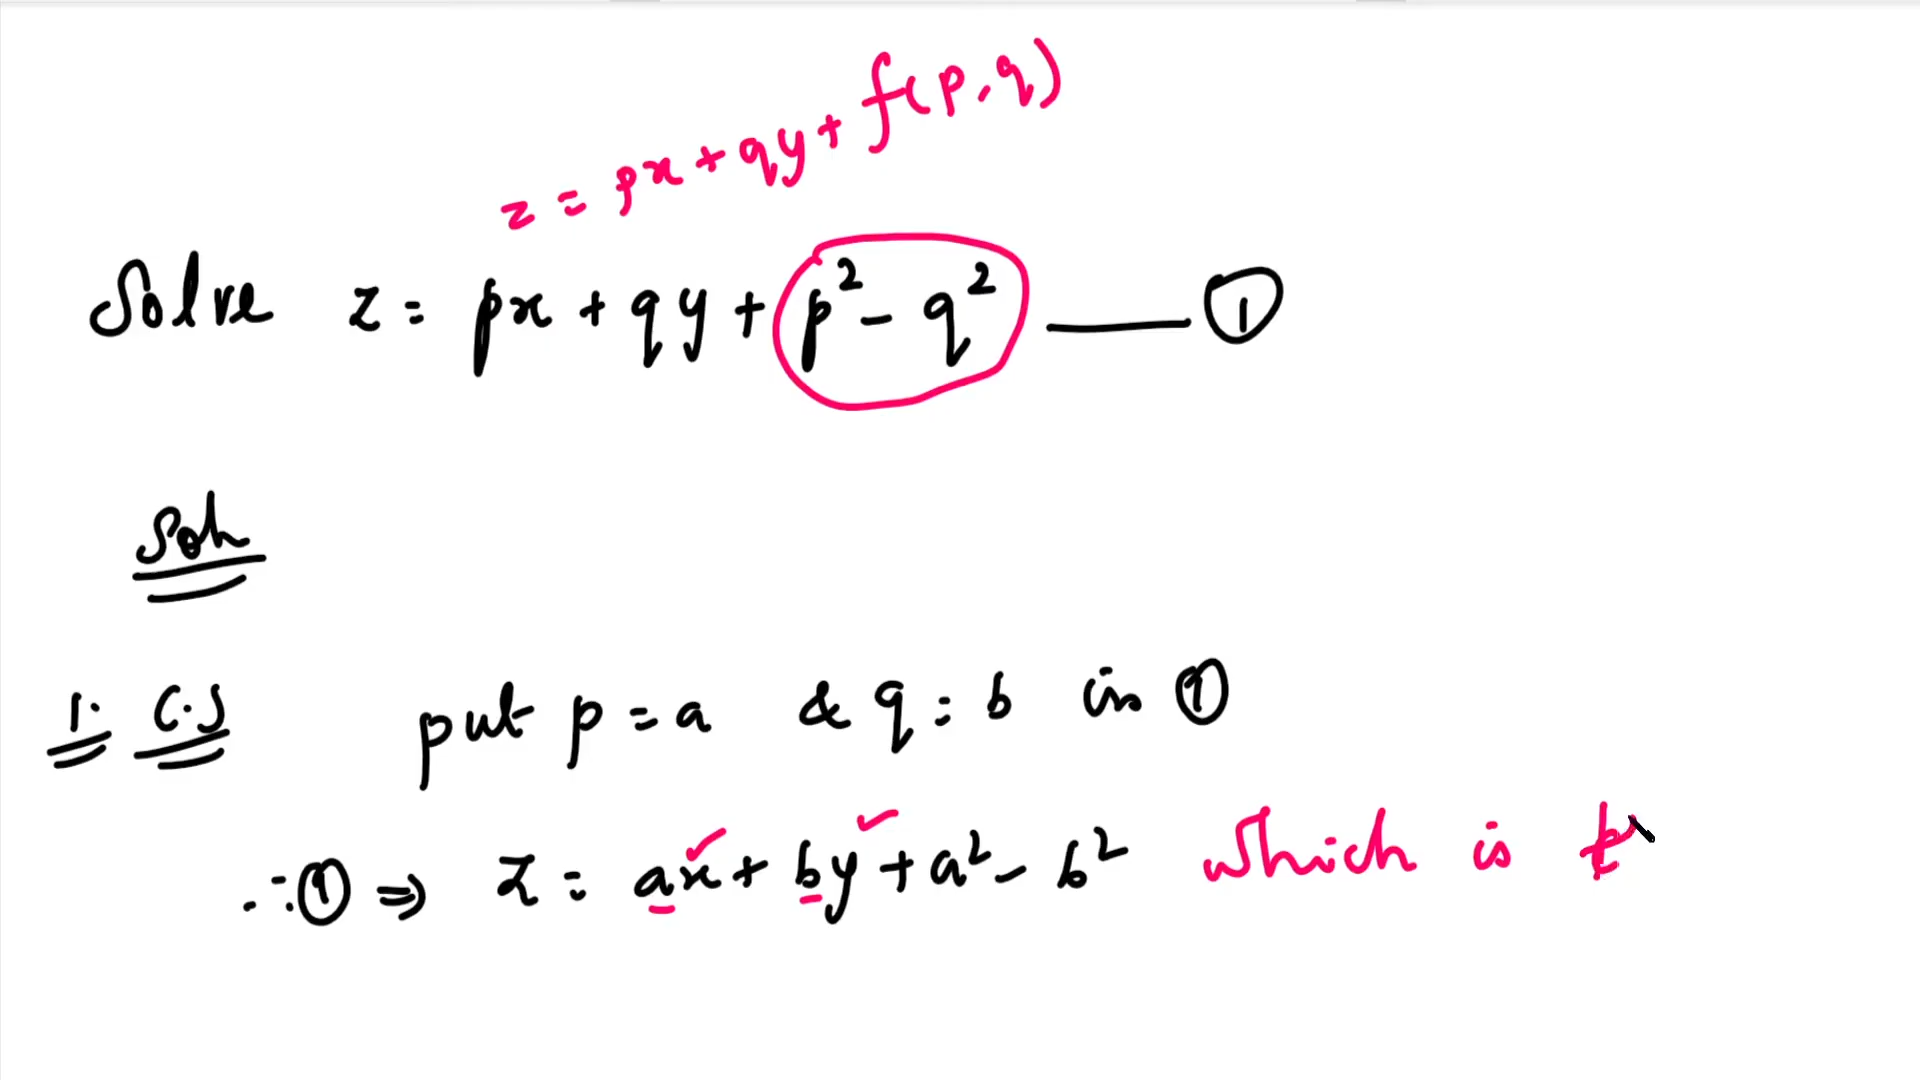 z = px + qy + f(p,q)
Solve z = px + qy + p² - q² ——— ①
Soln
1. C.S put p = a & q = b in ①
∴ ① ⇒ z = ax + by + a² - b² which is